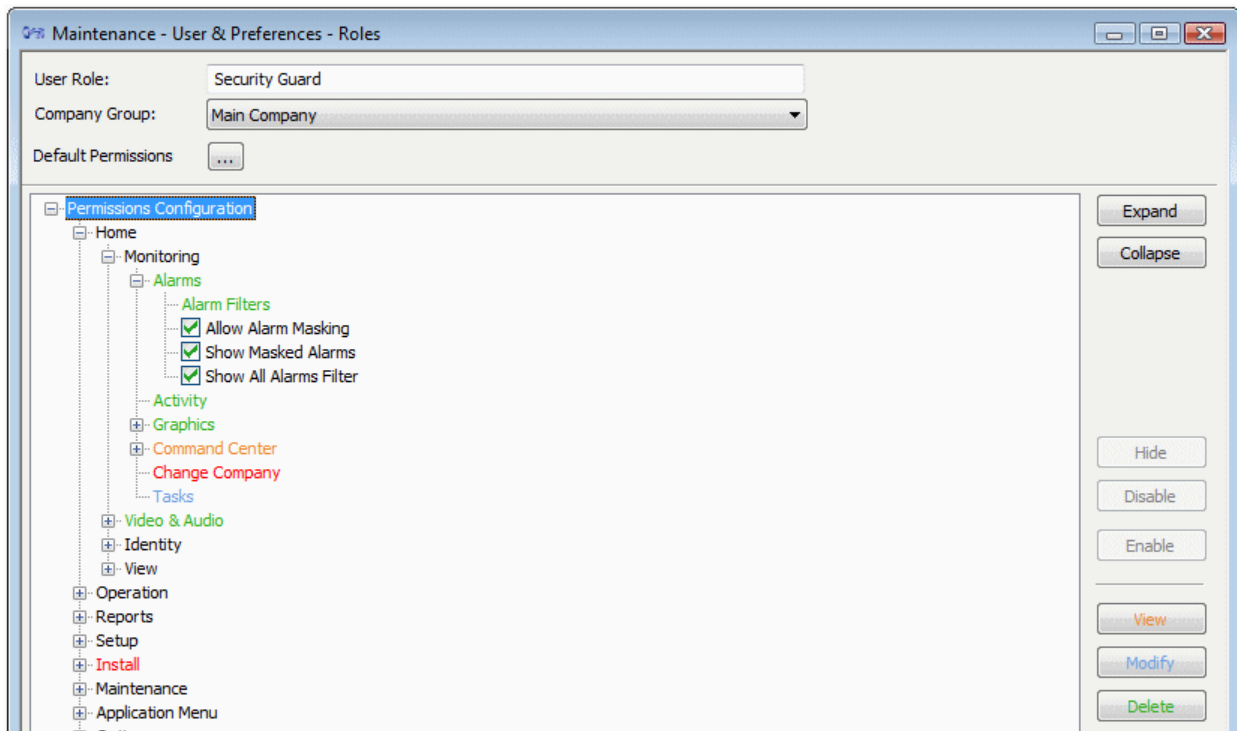 Maintenance - User & Preferences - Roles
User Role: Security Guard
Company Group: Main Company
Default Permissions ...
Permissions Configuration
Expand
Home
Monitoring
Collapse
Alarms
Alarm Filters
Allow Alarm Masking
Show Masked Alarms
Show All Alarms Filter
Activity
Graphics
Command Center
Hide
Change Company
Tasks
Disable
Video & Audio
Identity
Enable
View
Operation
Reports
View
Setup
Install
Modify
Maintenance
Application Menu
Delete